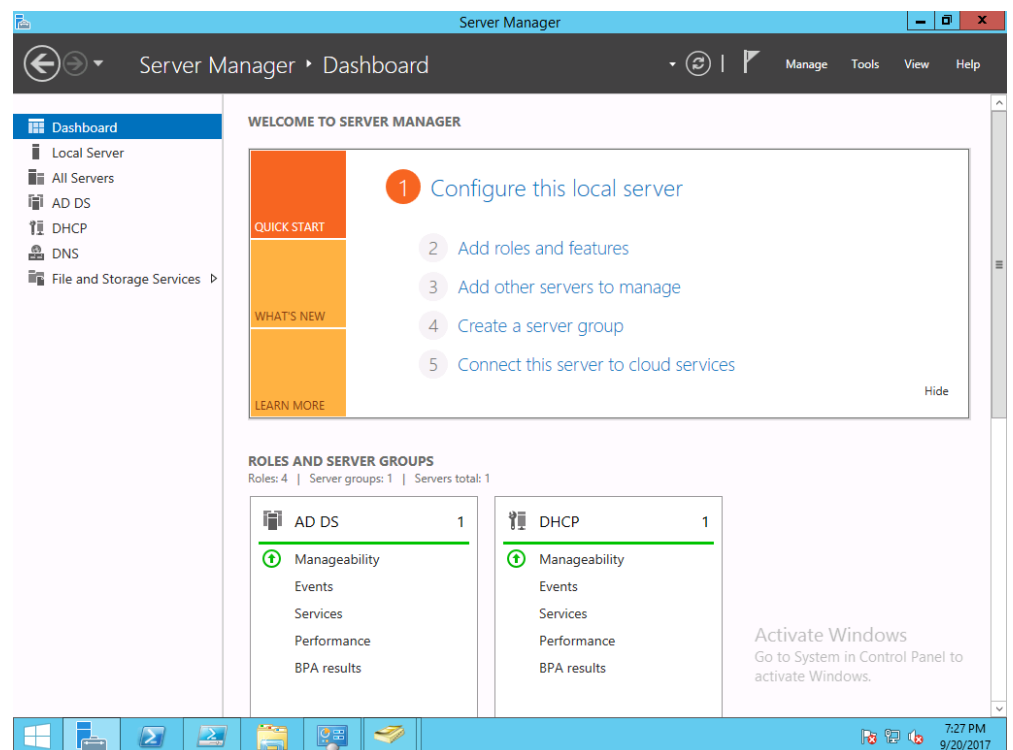 Server Manager
Server Manager • Dashboard
Manage Tools View Help
Dashboard
Local Server
All Servers
AD DS
DHCP
DNS
File and Storage Services
WELCOME TO SERVER MANAGER
QUICK START
WHAT'S NEW
LEARN MORE
1 Configure this local server
2 Add roles and features
3 Add other servers to manage
4 Create a server group
5 Connect this server to cloud services
Hide
ROLES AND SERVER GROUPS
Roles: 4 | Server groups: 1 | Servers total: 1
AD DS 1
Manageability
Events
Services
Performance
BPA results
DHCP 1
Manageability
Events
Services
Performance
BPA results
Activate Windows
Go to System in Control Panel to
activate Windows.
7:27 PM
9/20/2017